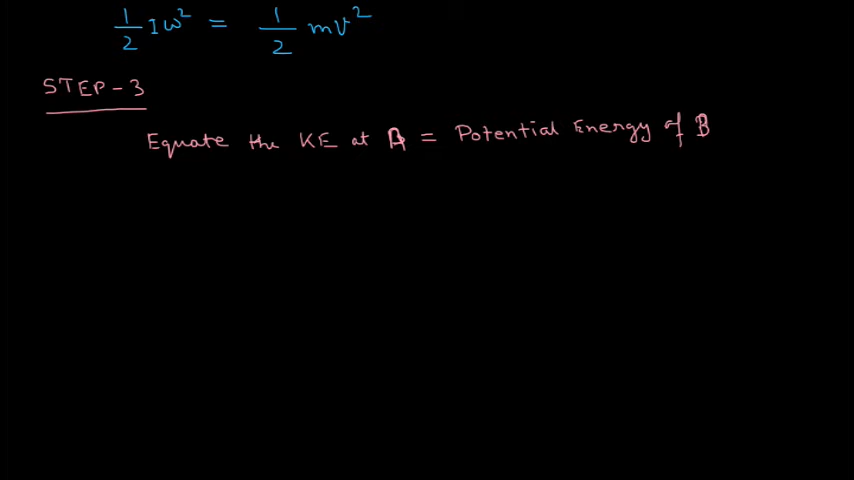 1/2 Iω² = 1/2 mv²
STEP-3
Equate the KE at A = Potential Energy of B